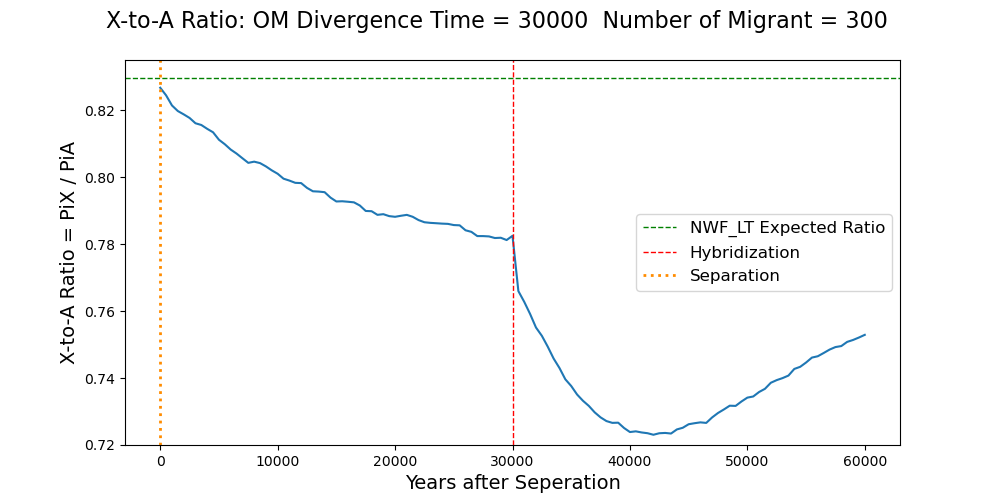 X-to-A Ratio: OM Divergence Time = 30000  Number of Migrant = 300
X-to-A Ratio = PiX / PiA
0.82
0.80
0.78
0.76
0.74
0.72
NWF_LT Expected Ratio
Hybridization
Separation
0 10000 20000 30000 40000 50000 60000
Years after Seperation